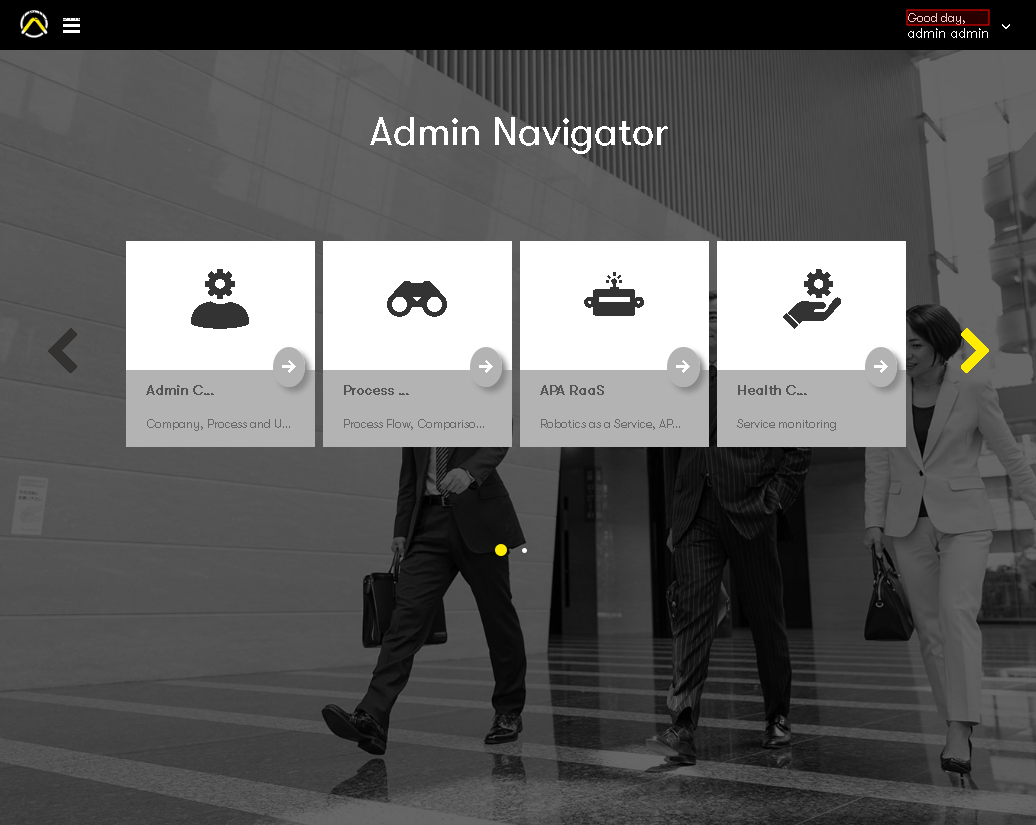 Good day,
admin admin
Admin Navigator
Admin C...
Process ...
APA RaaS
Health C...
Company, Process and U...
Process Flow, Compariso...
Robotics as a Service, AP...
Service monitoring